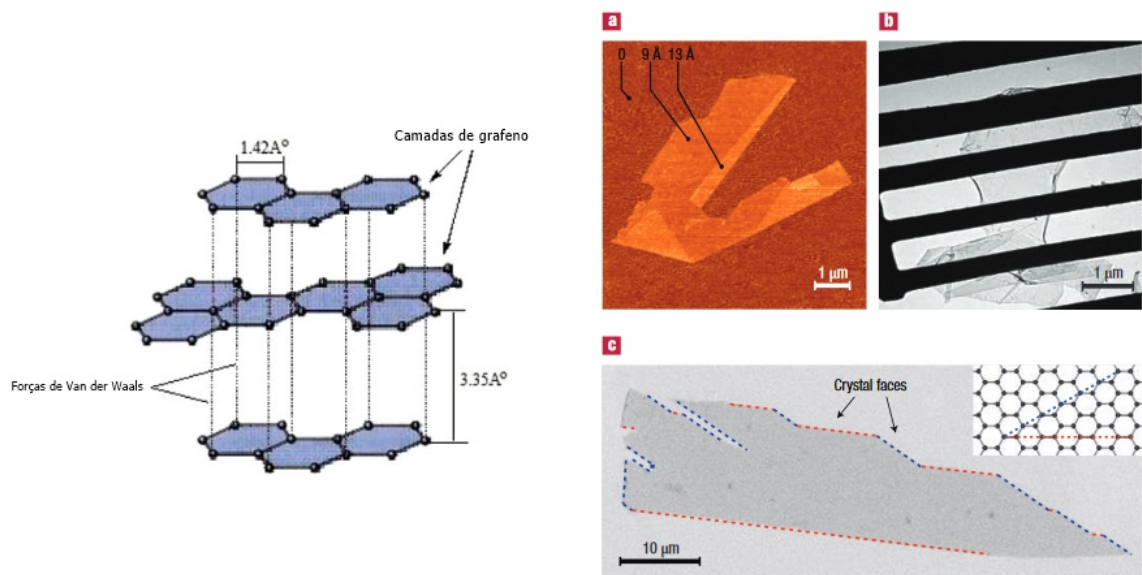 1.42A°
Camadas de grafeno
Forças de Van der Waals
3.35A°
a
0 9 Å 13 Å
1 μm
b
1 μm
c
Crystal faces
10 μm